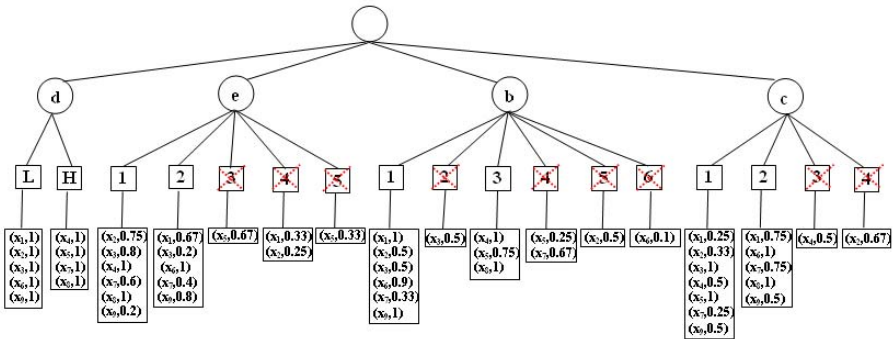 d
e
b
c
L
H
1
2
3
4
5
1
2
3
4
5
6
1
2
3
4
(x₁,1)
(x₂,1)
(x₃,1)
(x₆,1)
(x₉,1)
(x₄,1)
(x₅,1)
(x₇,1)
(x₈,1)
(x₂,0.75)
(x₃,0.8)
(x₄,1)
(x₇,0.6)
(x₈,1)
(x₉,0.2)
(x₁,0.67)
(x₃,0.2)
(x₆,1)
(x₇,0.4)
(x₉,0.8)
(x₅,0.67)
(x₁,0.33)
(x₂,0.25)
(x₅,0.33)
(x₁,1)
(x₂,0.5)
(x₃,0.5)
(x₆,0.9)
(x₇,0.33)
(x₉,1)
(x₃,0.5)
(x₄,1)
(x₅,0.75)
(x₈,1)
(x₅,0.25)
(x₇,0.67)
(x₂,0.5)
(x₆,0.1)
(x₁,0.25)
(x₂,0.33)
(x₃,1)
(x₄,0.5)
(x₅,1)
(x₇,0.25)
(x₉,0.5)
(x₁,0.75)
(x₆,1)
(x₇,0.75)
(x₈,1)
(x₉,0.5)
(x₄,0.5)
(x₂,0.67)